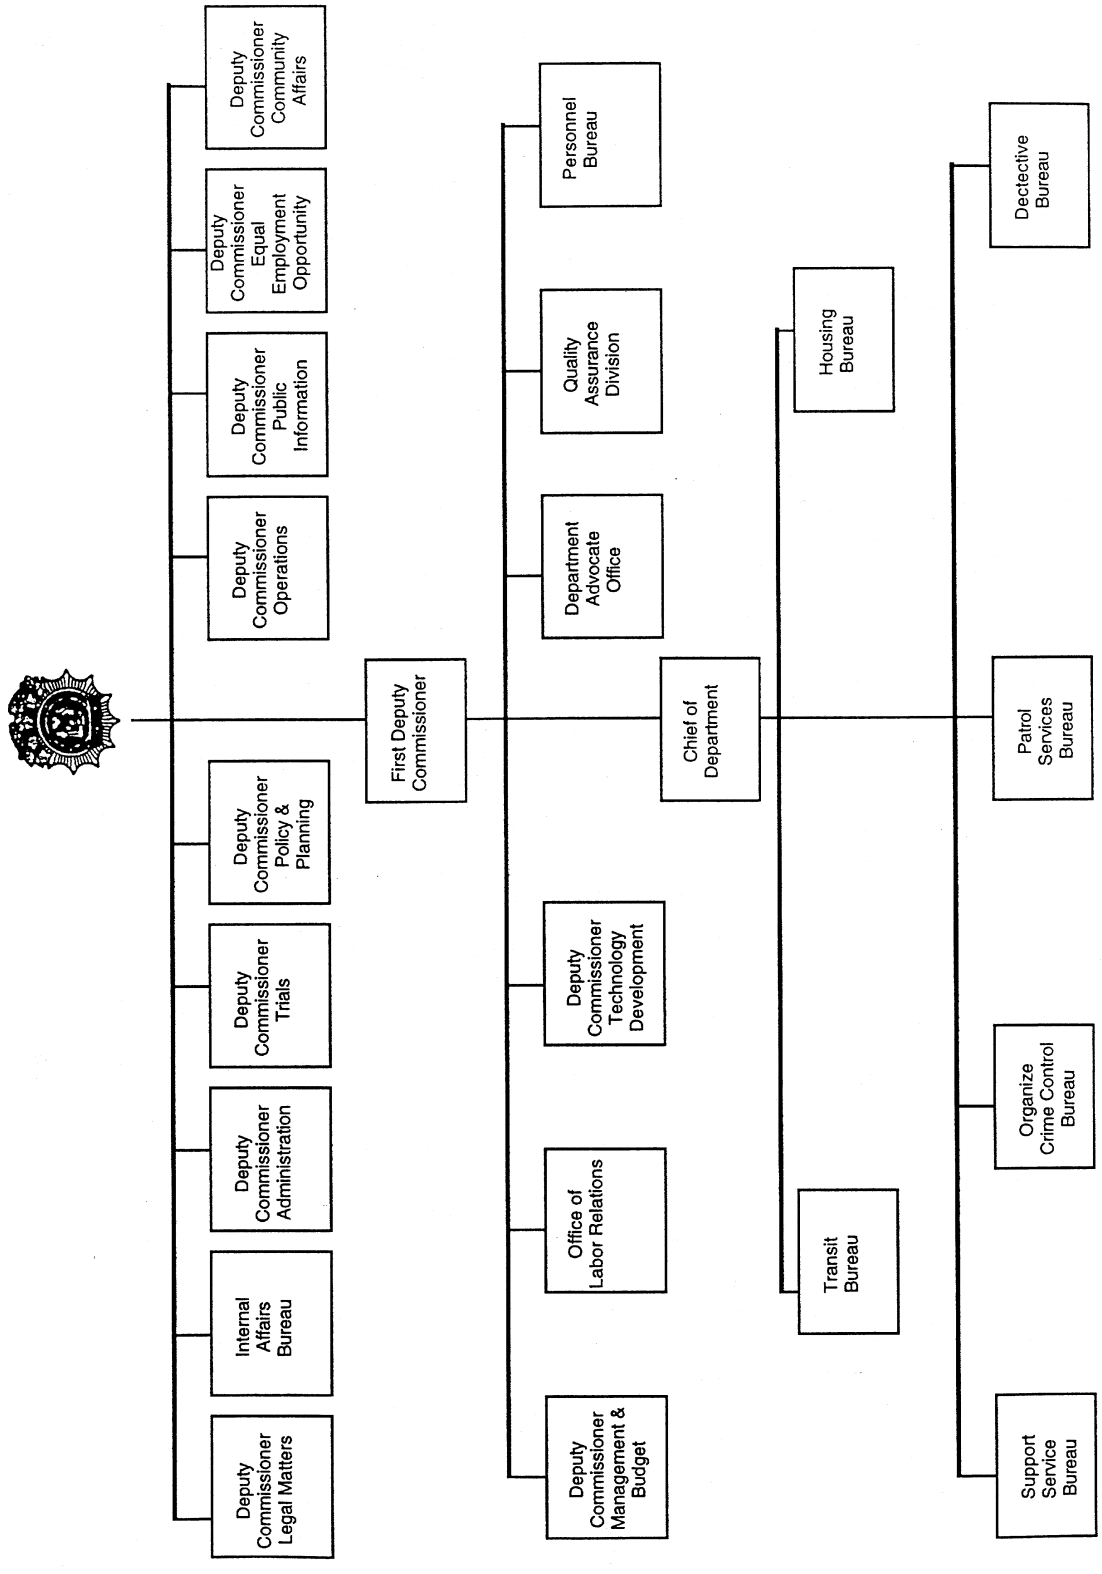 Deputy
Commissioner
Legal Matters
Internal
Affairs
Bureau
Deputy
Commissioner
Administration
Deputy
Commissioner
Trials
Deputy
Commissioner
Policy &
Planning
Deputy
Commissioner
Operations
Deputy
Commissioner
Public
Information
Deputy
Commissioner
Equal
Employment
Opportunity
Deputy
Commissioner
Community
Affairs
First Deputy
Commissioner
Deputy
Commissioner
Management &
Budget
Office of
Labor Relations
Deputy
Commissioner
Technology
Development
Department
Advocate
Office
Quality
Assurance
Division
Personnel
Bureau
Chief of
Department
Transit
Bureau
Housing
Bureau
Support
Service
Bureau
Organize
Crime Control
Bureau
Patrol
Services
Bureau
Dectective
Bureau